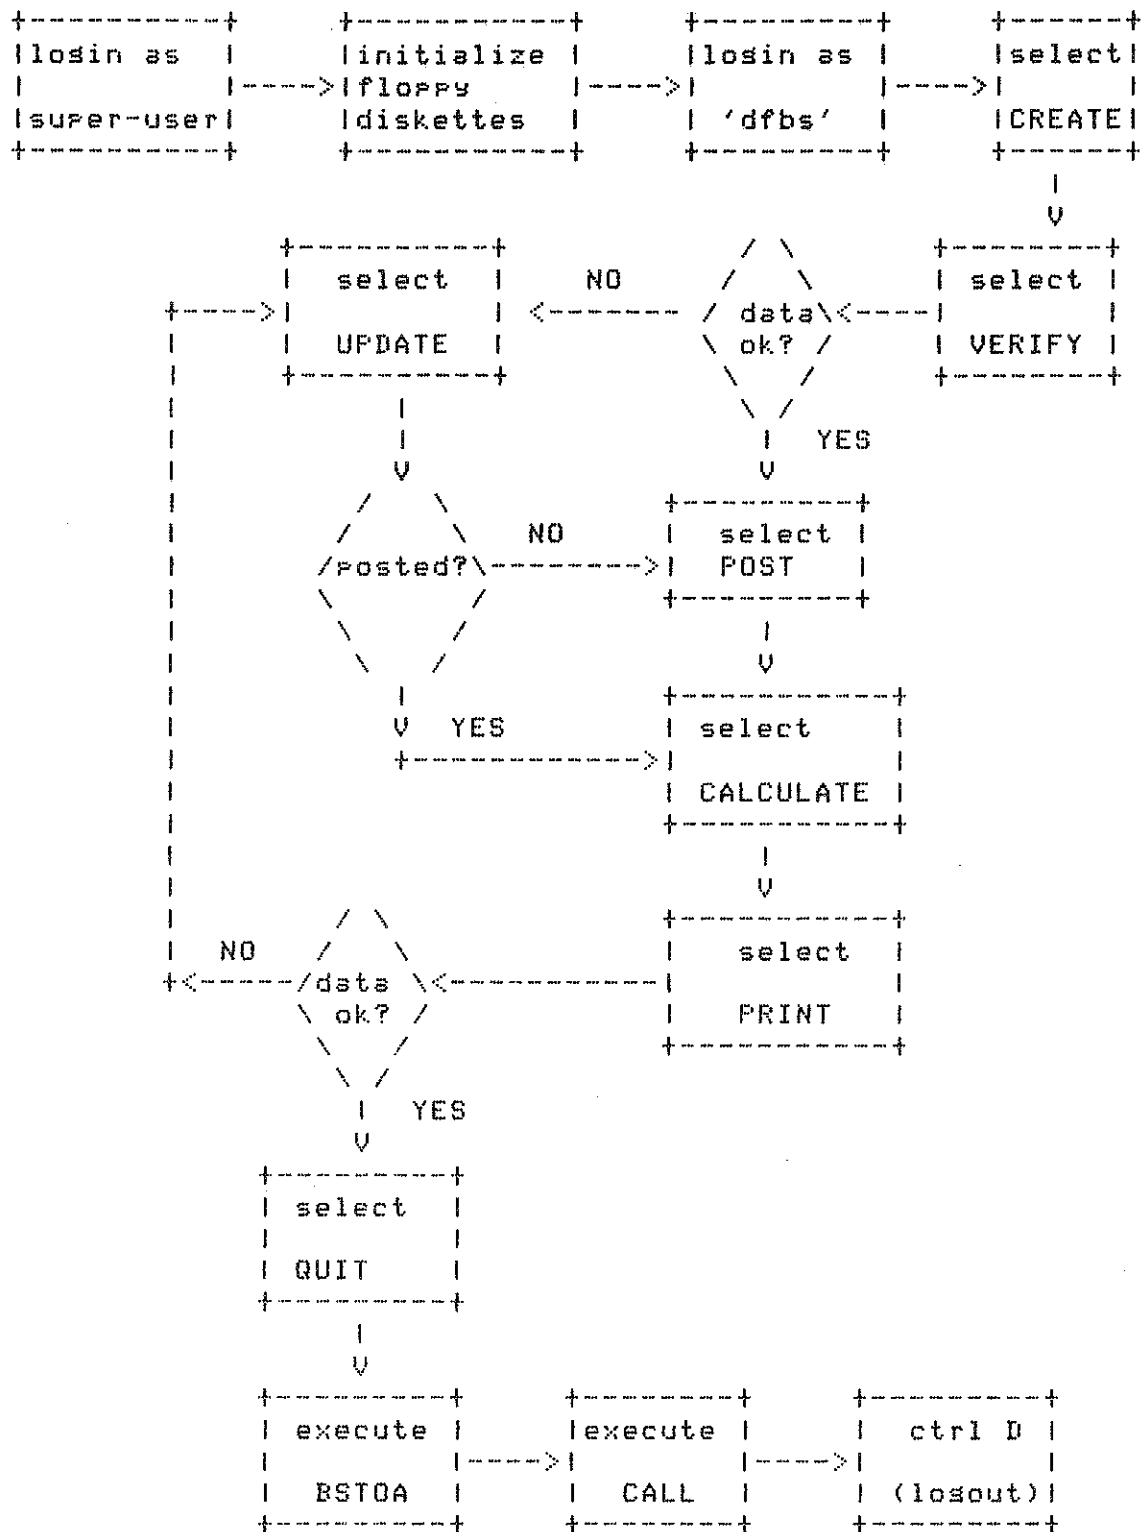 login as
super-user
initialize
floppy
diskettes
login as
'dfbs'
select
CREATE
select
UPDATE
NO
data
ok?
select
VERIFY
YES
posted?
NO
select
POST
YES
select
CALCULATE
NO
data
ok?
select
PRINT
YES
select
QUIT
execute
BSTOA
execute
CALL
ctrl D
(logout)